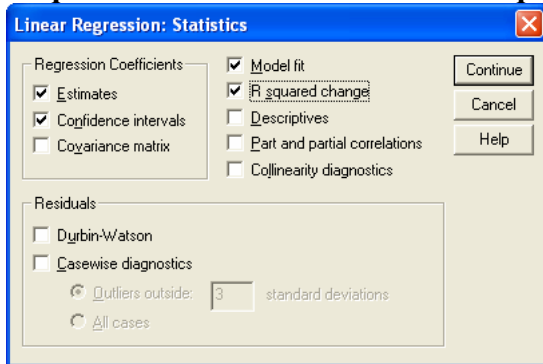 Linear Regression: Statistics
Regression Coefficients
Estimates
Confidence intervals
Covariance matrix
Model fit
R squared change
Descriptives
Part and partial correlations
Collinearity diagnostics
Continue
Cancel
Help
Residuals
Durbin-Watson
Casewise diagnostics
Outliers outside: 3 standard deviations
All cases